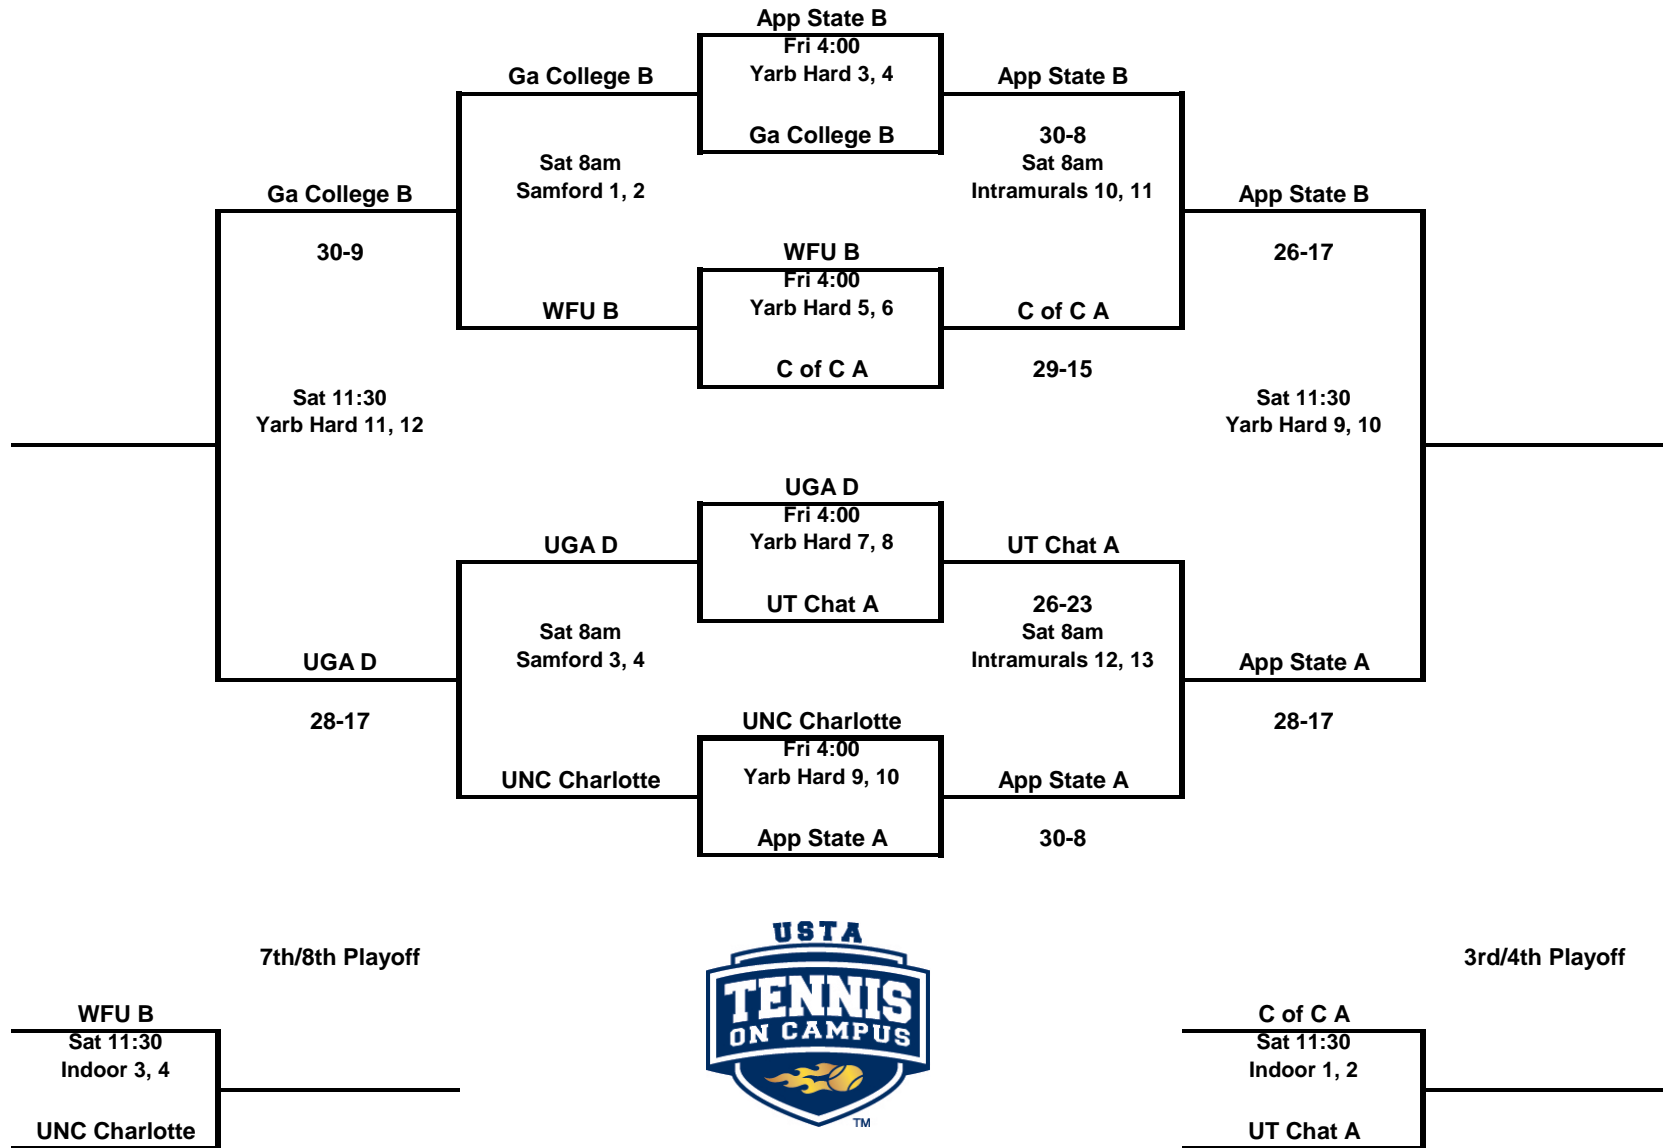 App State B
Fri 4:00
Ga College B
Yarb Hard 3, 4
App State B
Ga College B
30-8
Sat 8am
Samford 1, 2
Sat 8am
Intramurals 10, 11
Ga College B
App State B
30-9
WFU B
26-17
Fri 4:00
WFU B
Yarb Hard 5, 6
C of C A
C of C A
29-15
Sat 11:30
Yarb Hard 11, 12
Sat 11:30
Yarb Hard 9, 10
UGA D
Fri 4:00
UGA D
Yarb Hard 7, 8
UT Chat A
UT Chat A
26-23
Sat 8am
Samford 3, 4
Sat 8am
Intramurals 12, 13
UGA D
App State A
28-17
UNC Charlotte
28-17
Fri 4:00
UNC Charlotte
Yarb Hard 9, 10
App State A
App State A
30-8
7th/8th Playoff
USTA
TENNIS
ON CAMPUS
TM
3rd/4th Playoff
WFU B
Sat 11:30
Indoor 3, 4
UNC Charlotte
C of C A
Sat 11:30
Indoor 1, 2
UT Chat A